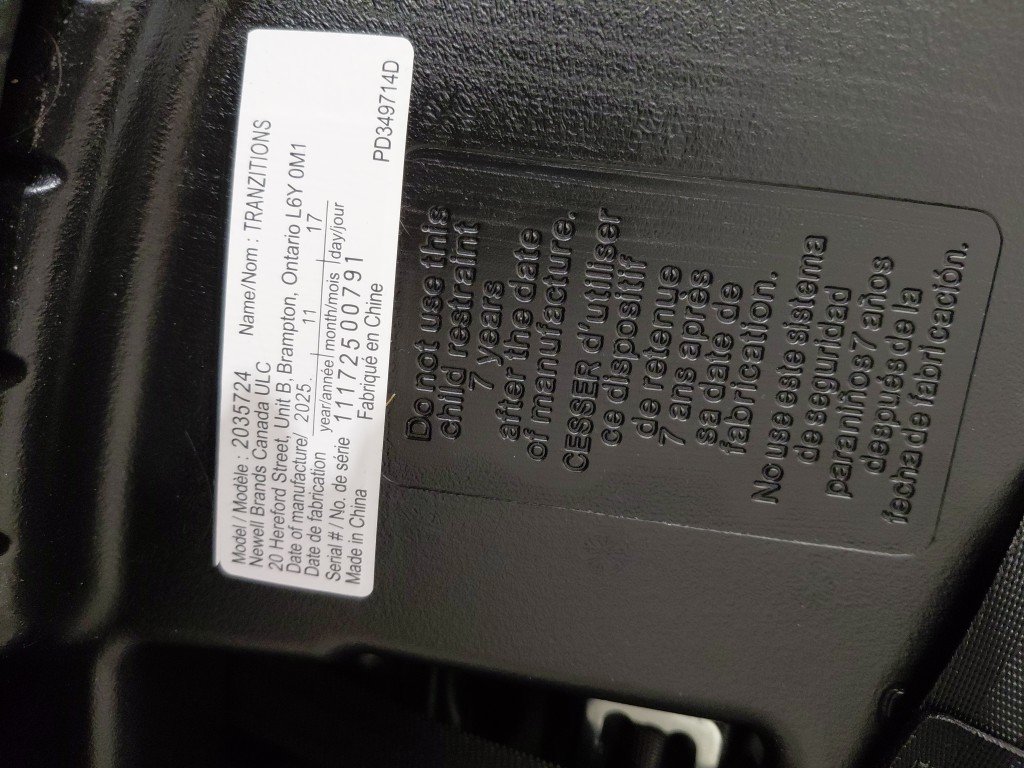 Model / Modèle : 2035724 Name/Nom : TRANZITIONS
Newell Brands Canada ULC
20 Hereford Street, Unit B. Brampton, Ontario L6Y 0M1
Date of manufacture/ 2025. 11 17
Date de fabrication year/année month/mois day/jour
Serial # / No. de série 11172500791
Made in China Fabriqué en Chine PD349714D
Do not use this
child restraint
7 years
after the date
of manufacture.
CESSER d'utiliser
ce dispositif
de retenue
7 ans après
sa date de
fabrication.
No use este sistema
de seguridad
para niños 7 años
después de la
fecha de fabricación.